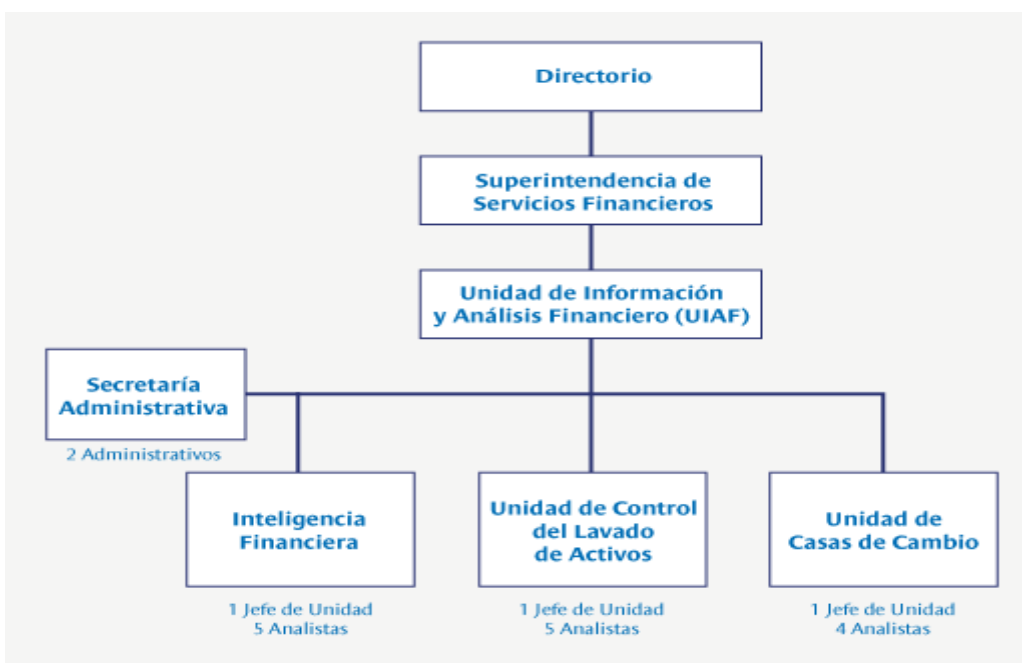 Directorio
Superintendencia de
Servicios Financieros
Unidad de Información
y Análisis Financiero (UIAF)
Secretaría
Administrativa
2 Administrativos
Inteligencia
Financiera
1 Jefe de Unidad
5 Analistas
Unidad de Control
del Lavado
de Activos
1 Jefe de Unidad
5 Analistas
Unidad de
Casas de Cambio
1 Jefe de Unidad
4 Analistas